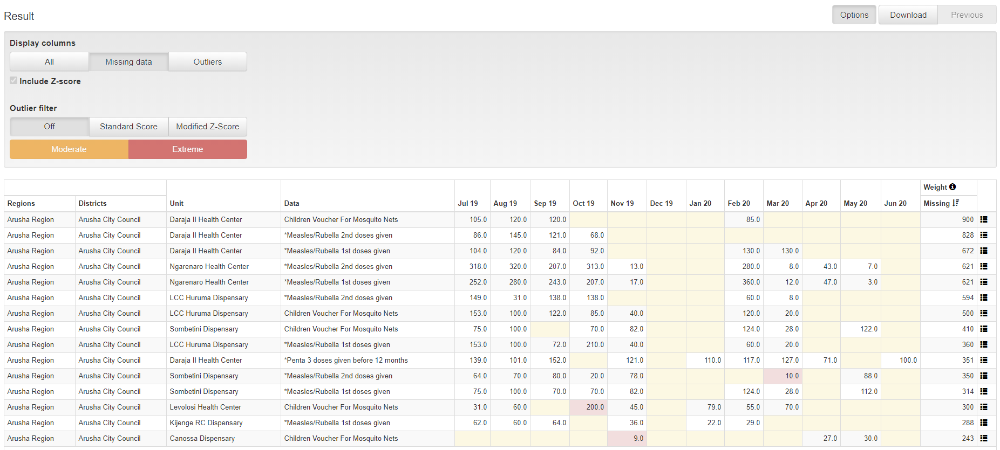 Result
Options Download Previous
Display columns
All Missing data Outliers
Include Z-score
Outlier filter
Off Standard Score Modified Z-Score
Moderate Extreme
Weight
Regions Districts Unit Data Jul 19 Aug 19 Sep 19 Oct 19 Nov 19 Dec 19 Jan 20 Feb 20 Mar 20 Apr 20 May 20 Jun 20 Missing
Arusha Region Arusha City Council Daraja II Health Center Children Voucher For Mosquito Nets 105.0 120.0 120.0 85.0 900
Arusha Region Arusha City Council Daraja II Health Center *Measles/Rubella 2nd doses given 86.0 145.0 121.0 68.0 828
Arusha Region Arusha City Council Daraja II Health Center *Measles/Rubella 1st doses given 104.0 120.0 84.0 92.0 130.0 130.0 672
Arusha Region Arusha City Council Ngarenaro Health Center *Measles/Rubella 2nd doses given 318.0 320.0 207.0 313.0 13.0 280.0 8.0 43.0 7.0 621
Arusha Region Arusha City Council Ngarenaro Health Center *Measles/Rubella 1st doses given 252.0 280.0 243.0 207.0 17.0 360.0 12.0 47.0 3.0 621
Arusha Region Arusha City Council LCC Huruma Dispensary *Measles/Rubella 2nd doses given 149.0 31.0 138.0 138.0 60.0 8.0 594
Arusha Region Arusha City Council LCC Huruma Dispensary Children Voucher For Mosquito Nets 153.0 100.0 122.0 85.0 40.0 120.0 20.0 500
Arusha Region Arusha City Council Sombetini Dispensary Children Voucher For Mosquito Nets 75.0 100.0 70.0 82.0 124.0 28.0 122.0 410
Arusha Region Arusha City Council LCC Huruma Dispensary *Measles/Rubella 1st doses given 153.0 100.0 72.0 210.0 40.0 60.0 20.0 360
Arusha Region Arusha City Council Daraja II Health Center *Penta 3 doses given before 12 months 139.0 101.0 152.0 121.0 110.0 117.0 127.0 71.0 100.0 351
Arusha Region Arusha City Council Sombetini Dispensary *Measles/Rubella 2nd doses given 64.0 70.0 80.0 20.0 78.0 10.0 88.0 350
Arusha Region Arusha City Council Sombetini Dispensary *Measles/Rubella 1st doses given 75.0 100.0 70.0 70.0 82.0 124.0 28.0 112.0 314
Arusha Region Arusha City Council Levolosi Health Center Children Voucher For Mosquito Nets 31.0 60.0 200.0 45.0 79.0 55.0 70.0 300
Arusha Region Arusha City Council Kijenge RC Dispensary *Measles/Rubella 1st doses given 62.0 60.0 64.0 36.0 22.0 29.0 288
Arusha Region Arusha City Council Canossa Dispensary Children Voucher For Mosquito Nets 9.0 27.0 30.0 243